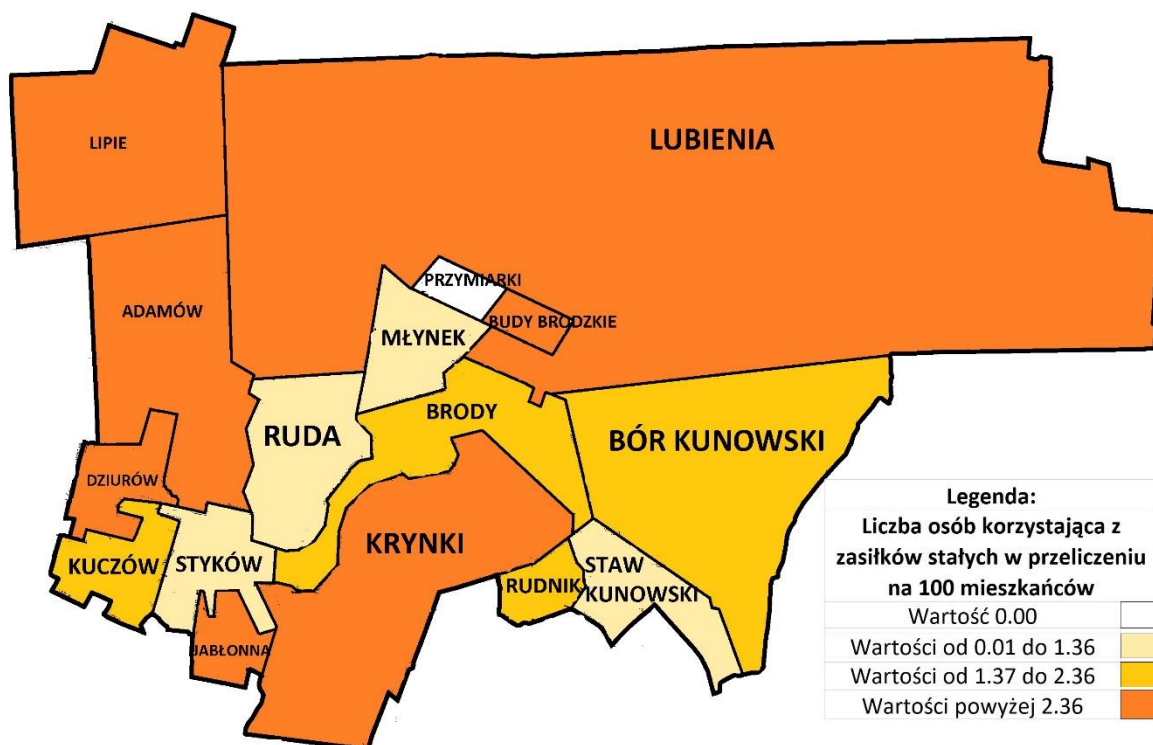 LIPIE
LUBIENIA
PRZYMIARKI
ADAMÓW
BUDY BRODZKIE
MŁYNEK
BRODY
RUDA
BÓR KUNOWSKI
DZIURÓW
KRYNKI
KUCZÓW
STYKÓW
RUDNIK
STAW
KUNOWSKI
JABŁONNA
Legenda:
Liczba osób korzystająca z
zasiłków stałych w przeliczeniu
na 100 mieszkańców
Wartość 0.00
Wartości od 0.01 do 1.36
Wartości od 1.37 do 2.36
Wartości powyżej 2.36